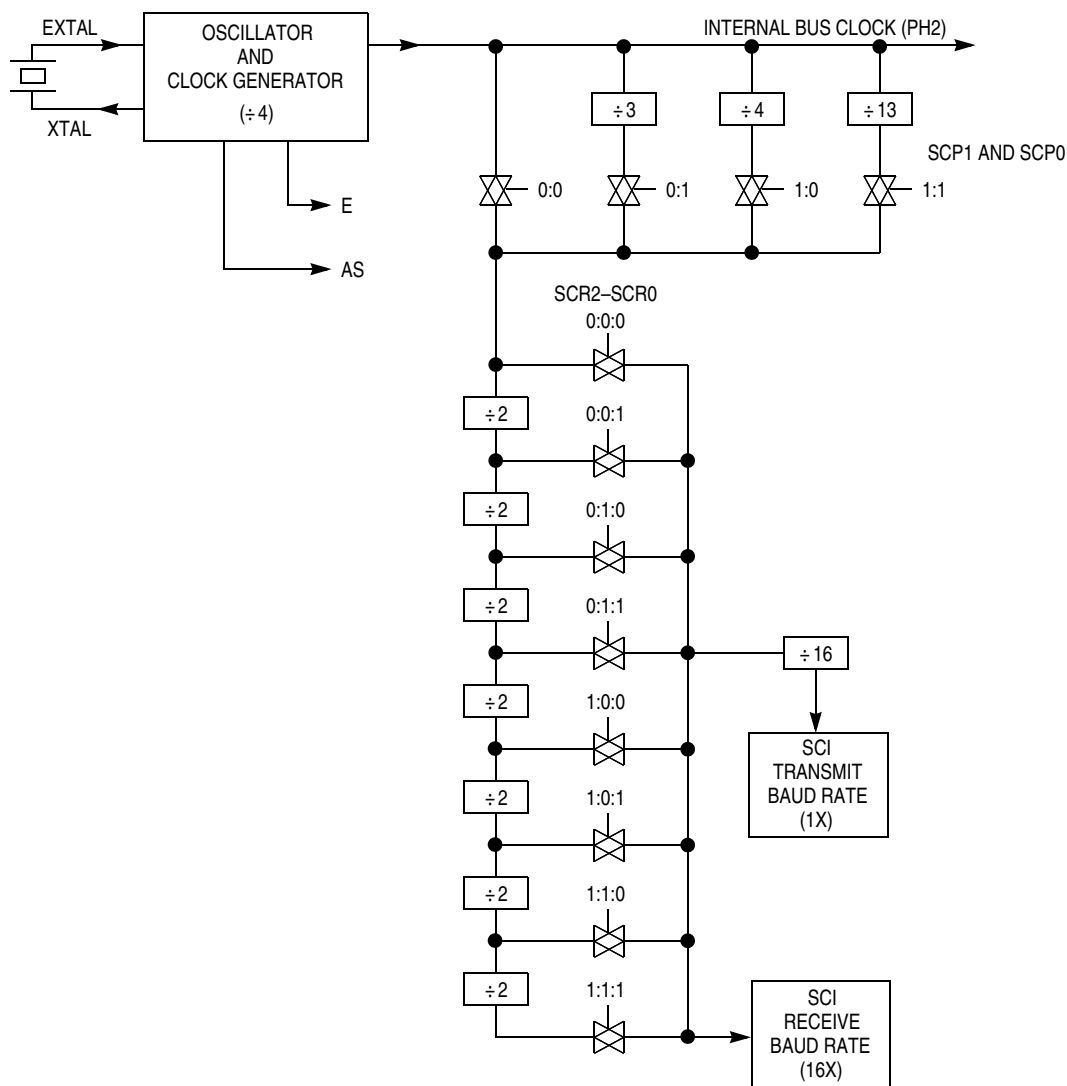 EXTAL
XTAL
OSCILLATOR
AND
CLOCK GENERATOR
(÷4)
E
AS
INTERNAL BUS CLOCK (PH2)
÷3
÷4
÷13
SCP1 AND SCP0
0:0
0:1
1:0
1:1
SCR2–SCR0
0:0:0
÷2
0:0:1
÷2
0:1:0
÷2
0:1:1
÷16
÷2
1:0:0
SCI
TRANSMIT
BAUD RATE
(1X)
÷2
1:0:1
÷2
1:1:0
÷2
1:1:1
SCI
RECEIVE
BAUD RATE
(16X)